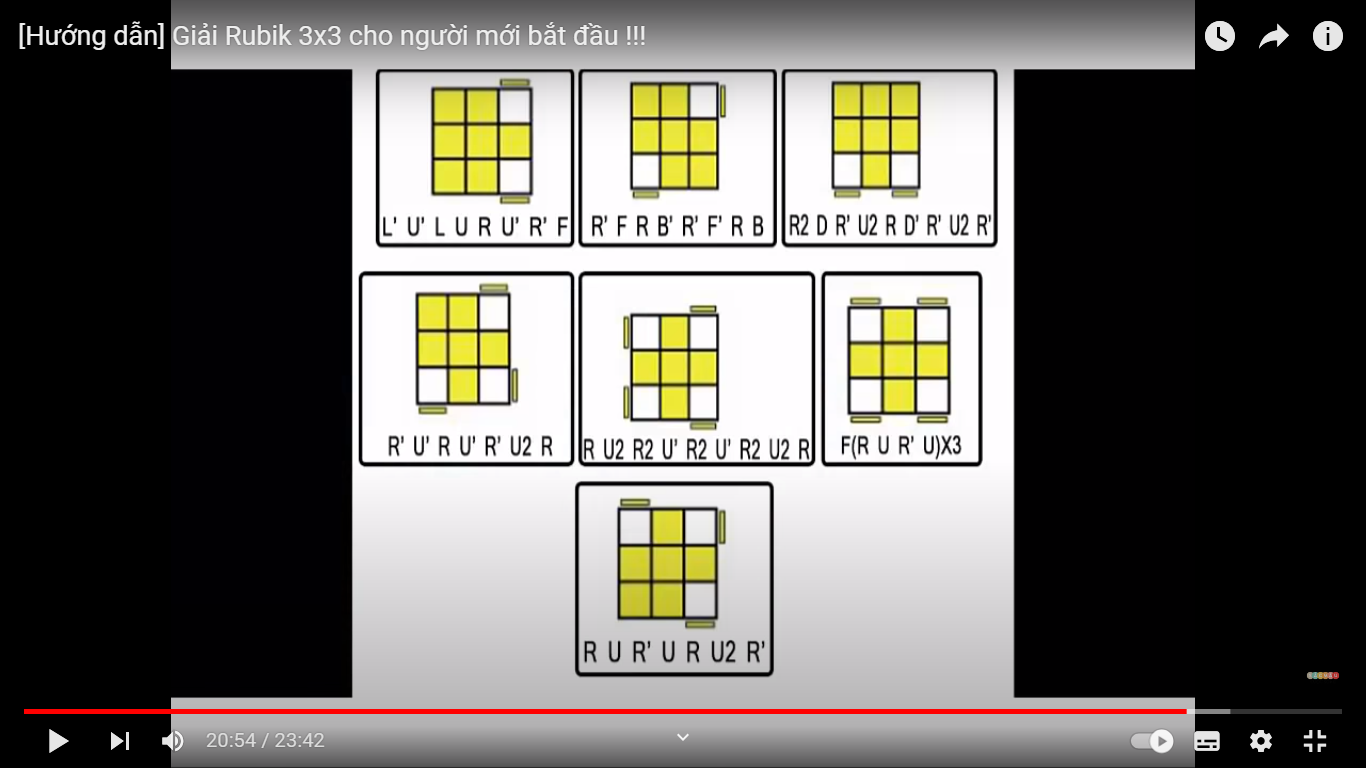 [Hướng dẫn] Giải Rubik 3x3 cho người mới bắt đầu !!!
L' U' L U R U' R' F
R' F R B' R' F' R B
R2 D R' U2 R D' R' U2 R'
R' U' R U' R' U2 R
R U2 R2 U' R2 U' R2 U2 R
F(R U R' U)X3
R U R' U R U2 R'
20:54 / 23:42